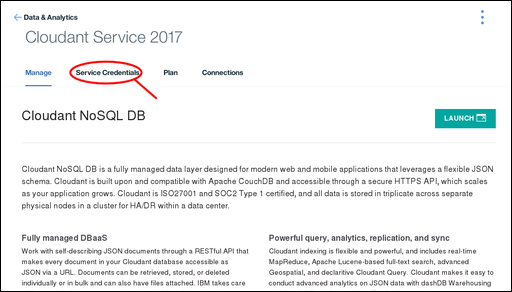 ← Data & Analytics
Cloudant Service 2017
Manage Service Credentials Plan Connections
Cloudant NoSQL DB
LAUNCH
Cloudant NoSQL DB is a fully managed data layer designed for modern web and mobile applications that leverages a flexible JSON
schema. Cloudant is built upon and compatible with Apache CouchDB and accessible through a secure HTTPS API, which scales
as your application grows. Cloudant is ISO27001 and SOC2 Type 1 certified, and all data is stored in triplicate across separate
physical nodes in a cluster for HA/DR within a data center.
Fully managed DBaaS
Work with self-describing JSON documents through a RESTful API that
makes every document in your Cloudant database accessible as
JSON via a URL. Documents can be retrieved, stored, or deleted
individually or in bulk and can also have files attached. IBM takes care
Powerful query, analytics, replication, and sync
Cloudant indexing is flexible and powerful, and includes real-time
MapReduce, Apache Lucene-based full-text search, advanced
Geospatial, and declaritive Cloudant Query. Cloudant makes it easy to
conduct advanced analytics on JSON data with dashDB Warehousing